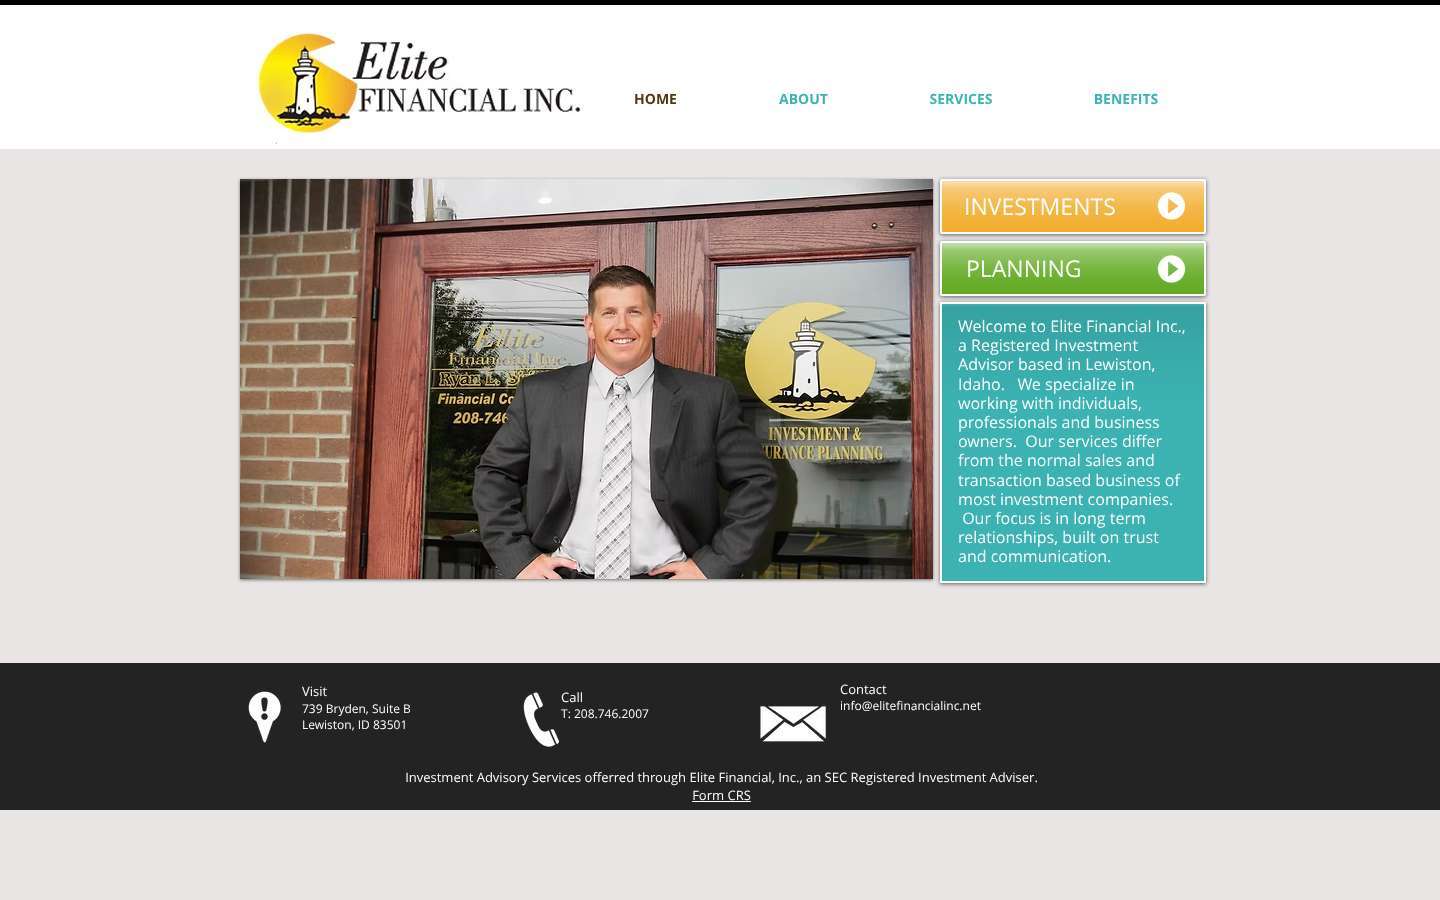 Elite
FINANCIAL INC.
HOME
ABOUT
SERVICES
BENEFITS
Elite
Financial Inc.
Ryan L.
Financial
208-746
INVESTMENT &
PLANNING
INVESTMENTS
PLANNING
Welcome to Elite Financial Inc.,
a Registered Investment
Advisor based in Lewiston,
Idaho. We specialize in
working with individuals,
professionals and business
owners. Our services differ
from the normal sales and
transaction based business of
most investment companies.
Our focus is in long term
relationships, built on trust
and communication.
Visit
739 Bryden, Suite B
Lewiston, ID 83501
Call
T: 208.746.2007
Contact
info@elitefinancialinc.net
Investment Advisory Services offerred through Elite Financial, Inc., an SEC Registered Investment Adviser.
Form CRS